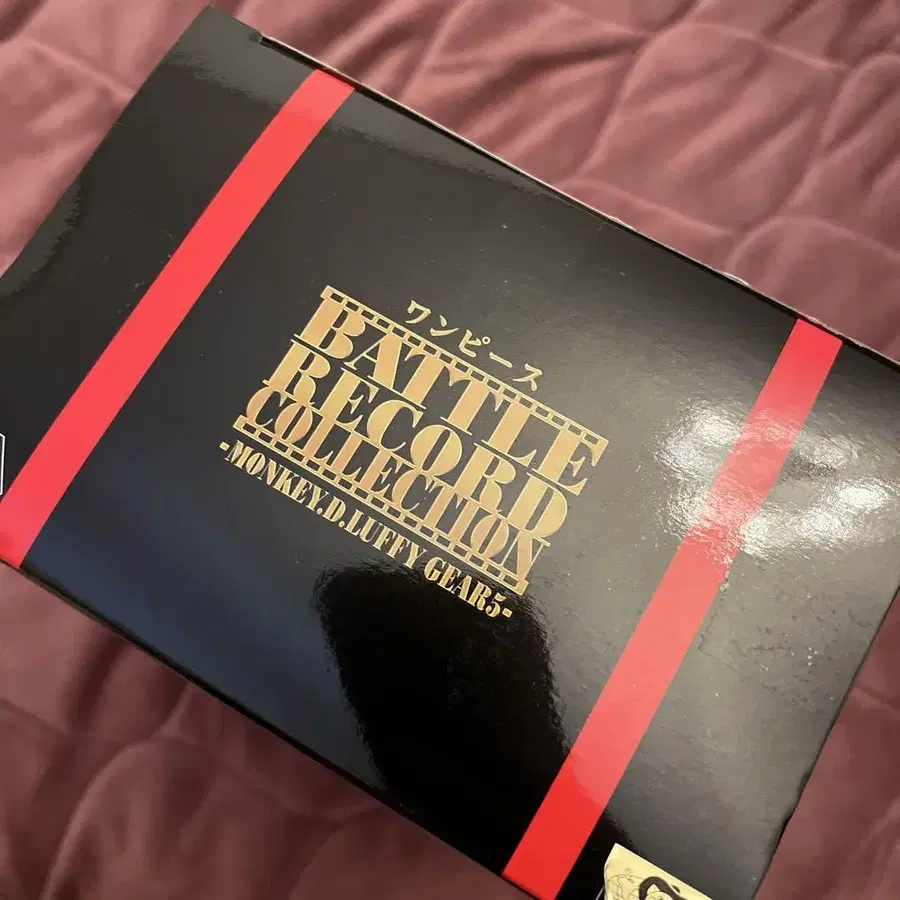 ワンピース
BATTLE
RECORD
COLLECTION
-MONKEY.D.LUFFY GEAR5-